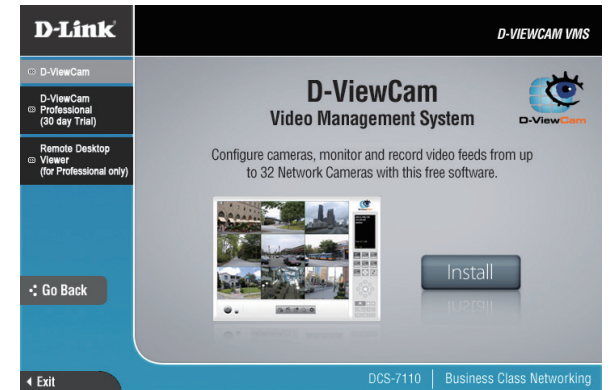 D-Link
D-VIEWCAM VMS
D-ViewCam
D-ViewCam
Professional
(30 day Trial)
Remote Desktop
Viewer
(for Professional only)
Go Back
Exit
D-ViewCam
Video Management System
D-ViewCam
Configure cameras, monitor and record video feeds from up
to 32 Network Cameras with this free software.
Install
DCS-7110
Business Class Networking